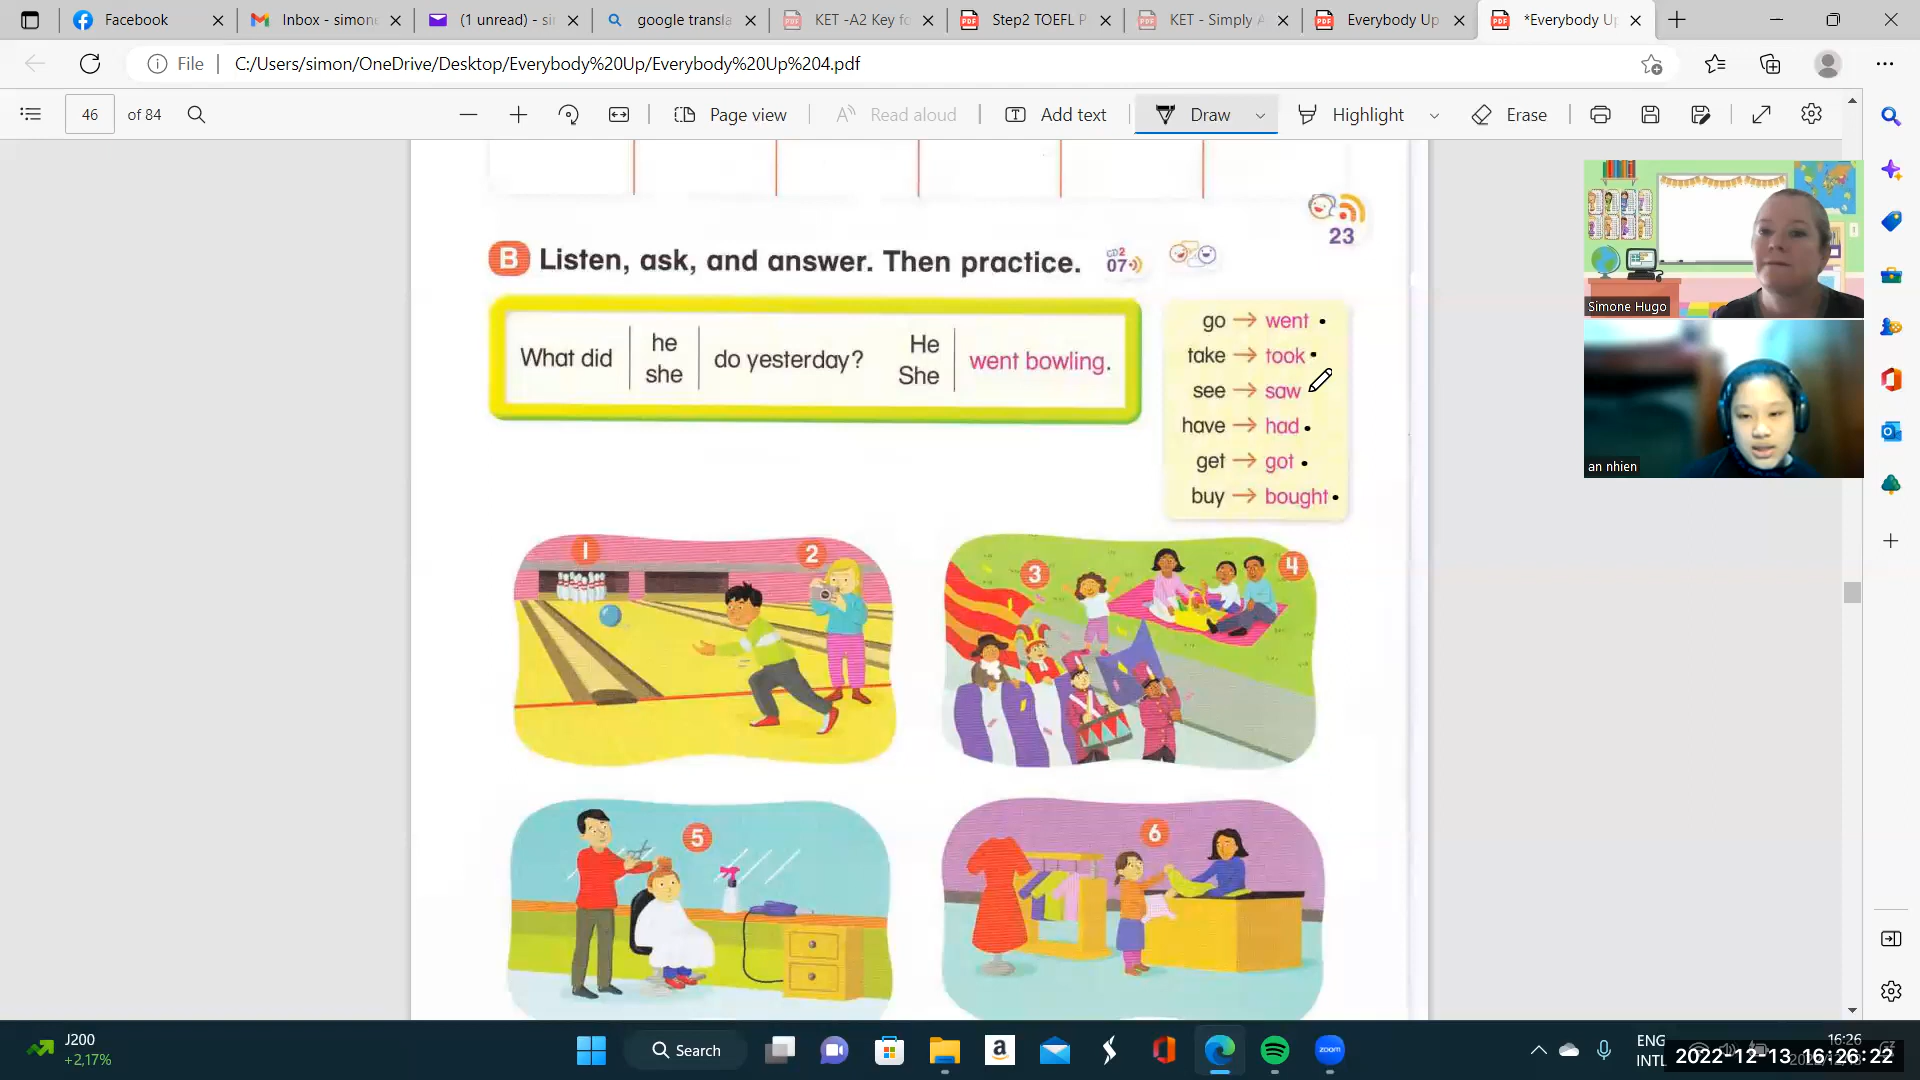 Facebook
Inbox - simon
(1 unread) - si
google transla
KET -A2 Key fo
Step2 TOEFL P
KET - Simply A
Everybody Up
*Everybody Up
File
C:/Users/simon/OneDrive/Desktop/Everybody%20Up/Everybody%20Up%204.pdf
46 of 84
Page view
Read aloud
Add text
Draw
Highlight
Erase
23
B Listen, ask, and answer. Then practice. CD2 07
What did he she do yesterday? He She went bowling.
go → went
take → took
see → saw
have → had
get → got
buy → bought
1
2
3
4
5
6
Simone Hugo
an nhien
J200
+2,17%
Search
zoom
ENG
INTL
16:26
2022-12-13 16:26:22